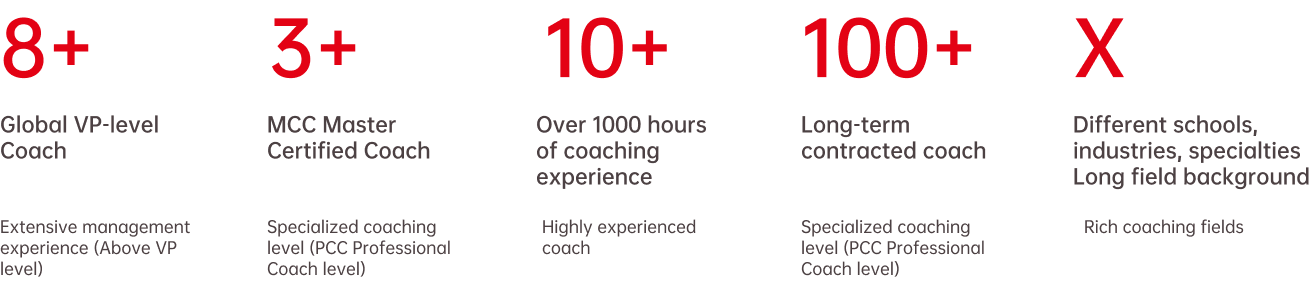 8+
Global VP-level
Coach
Extensive management
experience (Above VP
level)
3+
MCC Master
Certified Coach
Specialized coaching
level (PCC Professional
Coach level)
10+
Over 1000 hours
of coaching
experience
Highly experienced
coach
100+
Long-term
contracted coach
Specialized coaching
level (PCC Professional
Coach level)
X
Different schools,
industries, specialties
Long field background
Rich coaching fields